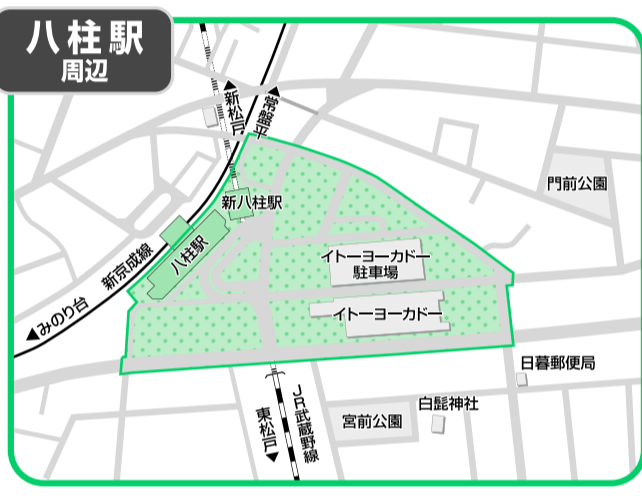 八柱駅
周辺
▲新松戸
▲常盤平
新八柱駅
八柱駅
新京成線
◀みのり台
門前公園
イトーヨーカドー
駐車場
イトーヨーカドー
日暮郵便局
白髭神社
宮前公園
JR武蔵野線
東松戸▼